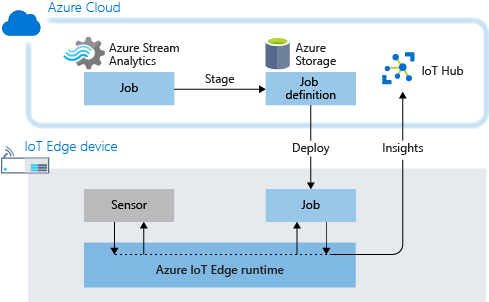 Azure Cloud
Azure Stream
Analytics
Azure
Storage
IoT Hub
Job
Stage
Job
definition
Deploy
Insights
IoT Edge device
Sensor
Job
Azure IoT Edge runtime